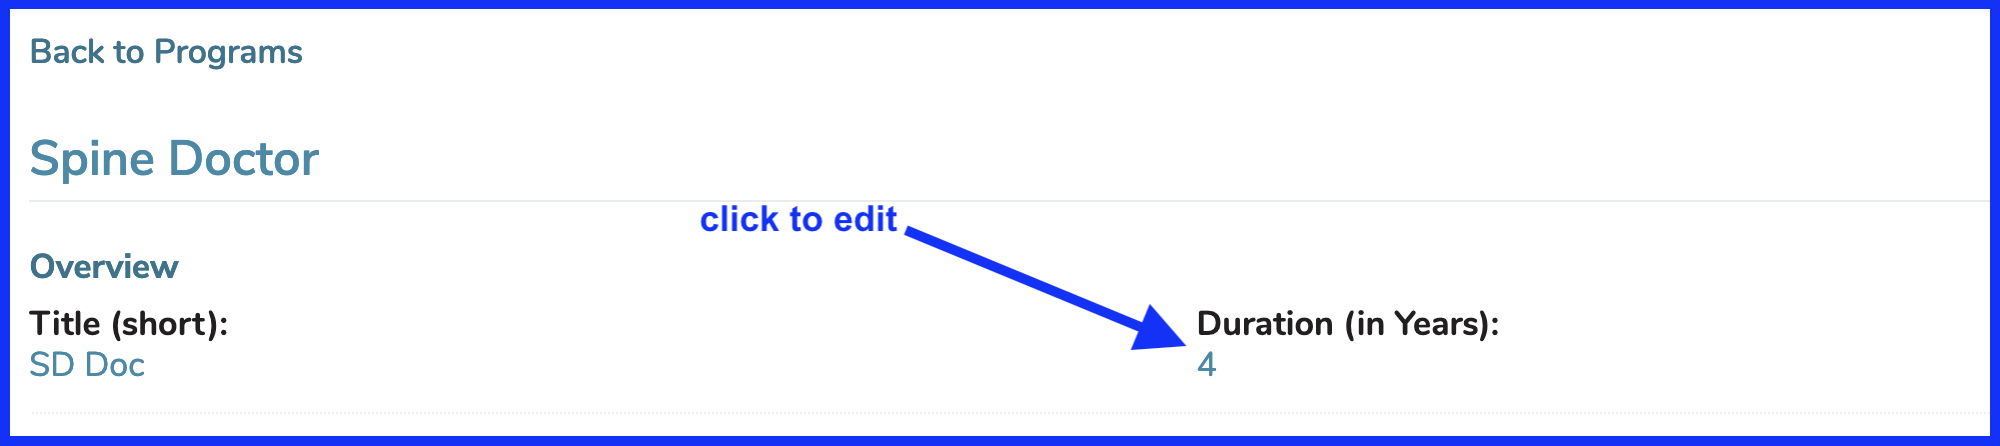 Back to Programs
Spine Doctor
click to edit
Overview
Title (short):
Duration (in Years):
SD Doc
4